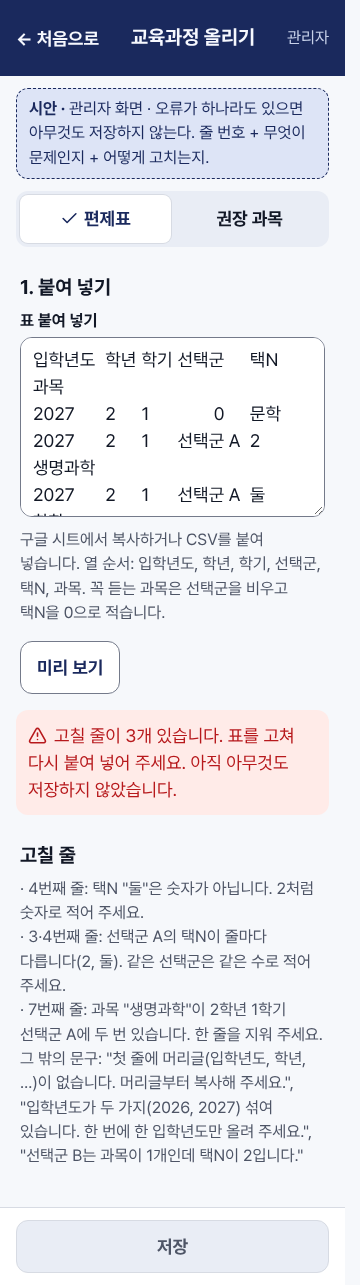 ← 처음으로 교육과정 올리기 관리자
시안 · 관리자 화면 · 오류가 하나라도 있으면
아무것도 저장하지 않는다. 줄 번호 + 무엇이
문제인지 + 어떻게 고치는지.
✓ 편제표 권장 과목
1. 붙여 넣기
표 붙여 넣기
입학년도 학년 학기 선택군 택N
과목
2027 2 1 0 문학
2027 2 1 선택군 A 2
생명과학
2027 2 1 선택군 A 둘
구글 시트에서 복사하거나 CSV를 붙여
넣습니다. 열 순서: 입학년도, 학년, 학기, 선택군,
택N, 과목. 꼭 듣는 과목은 선택군을 비우고
택N을 0으로 적습니다.
미리 보기
고칠 줄이 3개 있습니다. 표를 고쳐
다시 붙여 넣어 주세요. 아직 아무것도
저장하지 않았습니다.
고칠 줄
· 4번째 줄: 택N "둘"은 숫자가 아닙니다. 2처럼
숫자로 적어 주세요.
· 3·4번째 줄: 선택군 A의 택N이 줄마다
다릅니다(2, 둘). 같은 선택군은 같은 수로 적어
주세요.
· 7번째 줄: 과목 "생명과학"이 2학년 1학기
선택군 A에 두 번 있습니다. 한 줄을 지워 주세요.
그 밖의 문구: "첫 줄에 머리글(입학년도, 학년,
…)이 없습니다. 머리글부터 복사해 주세요.",
"입학년도가 두 가지(2026, 2027) 섞여
있습니다. 한 번에 한 입학년도만 올려 주세요.",
"선택군 B는 과목이 1개인데 택N이 2입니다."
저장